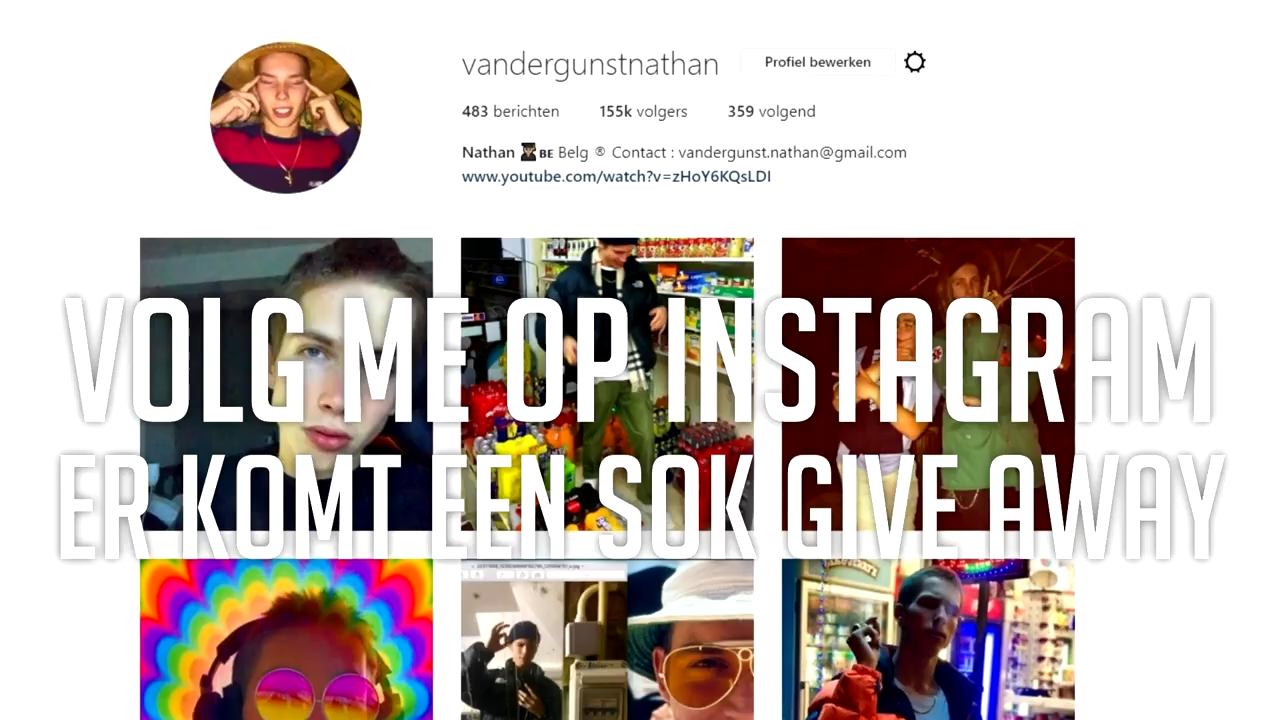 vandergunstnathan Profiel bewerken
483 berichten 155k volgers 359 volgend
Nathan BE Belg ® Contact : vandergunst.nathan@gmail.com
www.youtube.com/watch?v=zHoY6KQsLDI
VOLG ME OP INSTAGRAM
ER KOMT EEN SOK GIVE AWAY